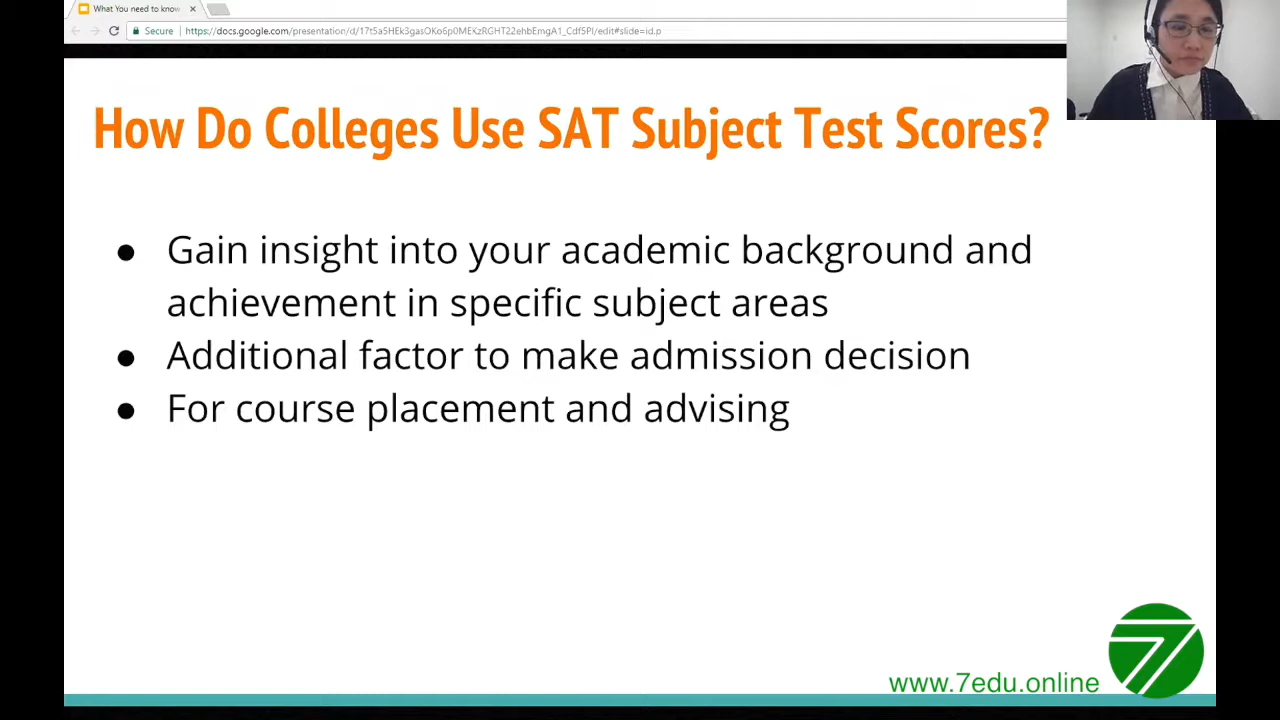 What You need to know
Secure
https://docs.google.com/presentation/d/17t5a5HEk3gasOKo6p0MEKzRGHT22ehbEmgA1_Cdf5PI/edit#slide=id.p
How Do Colleges Use SAT Subject Test Scores?
● Gain insight into your academic background and
achievement in specific subject areas
● Additional factor to make admission decision
● For course placement and advising
www.7edu.online
7